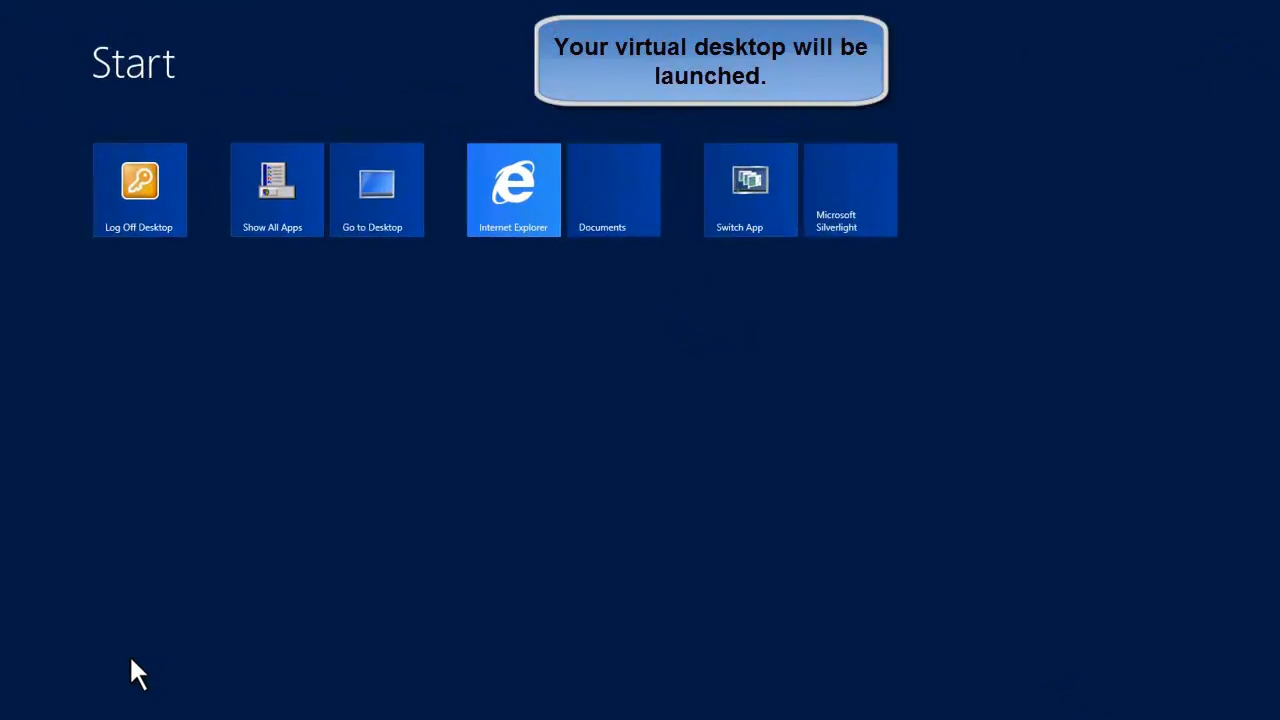 Start
Your virtual desktop will be
launched.
Log Off Desktop
Show All Apps
Go to Desktop
Internet Explorer
Documents
Switch App
Microsoft
Silverlight